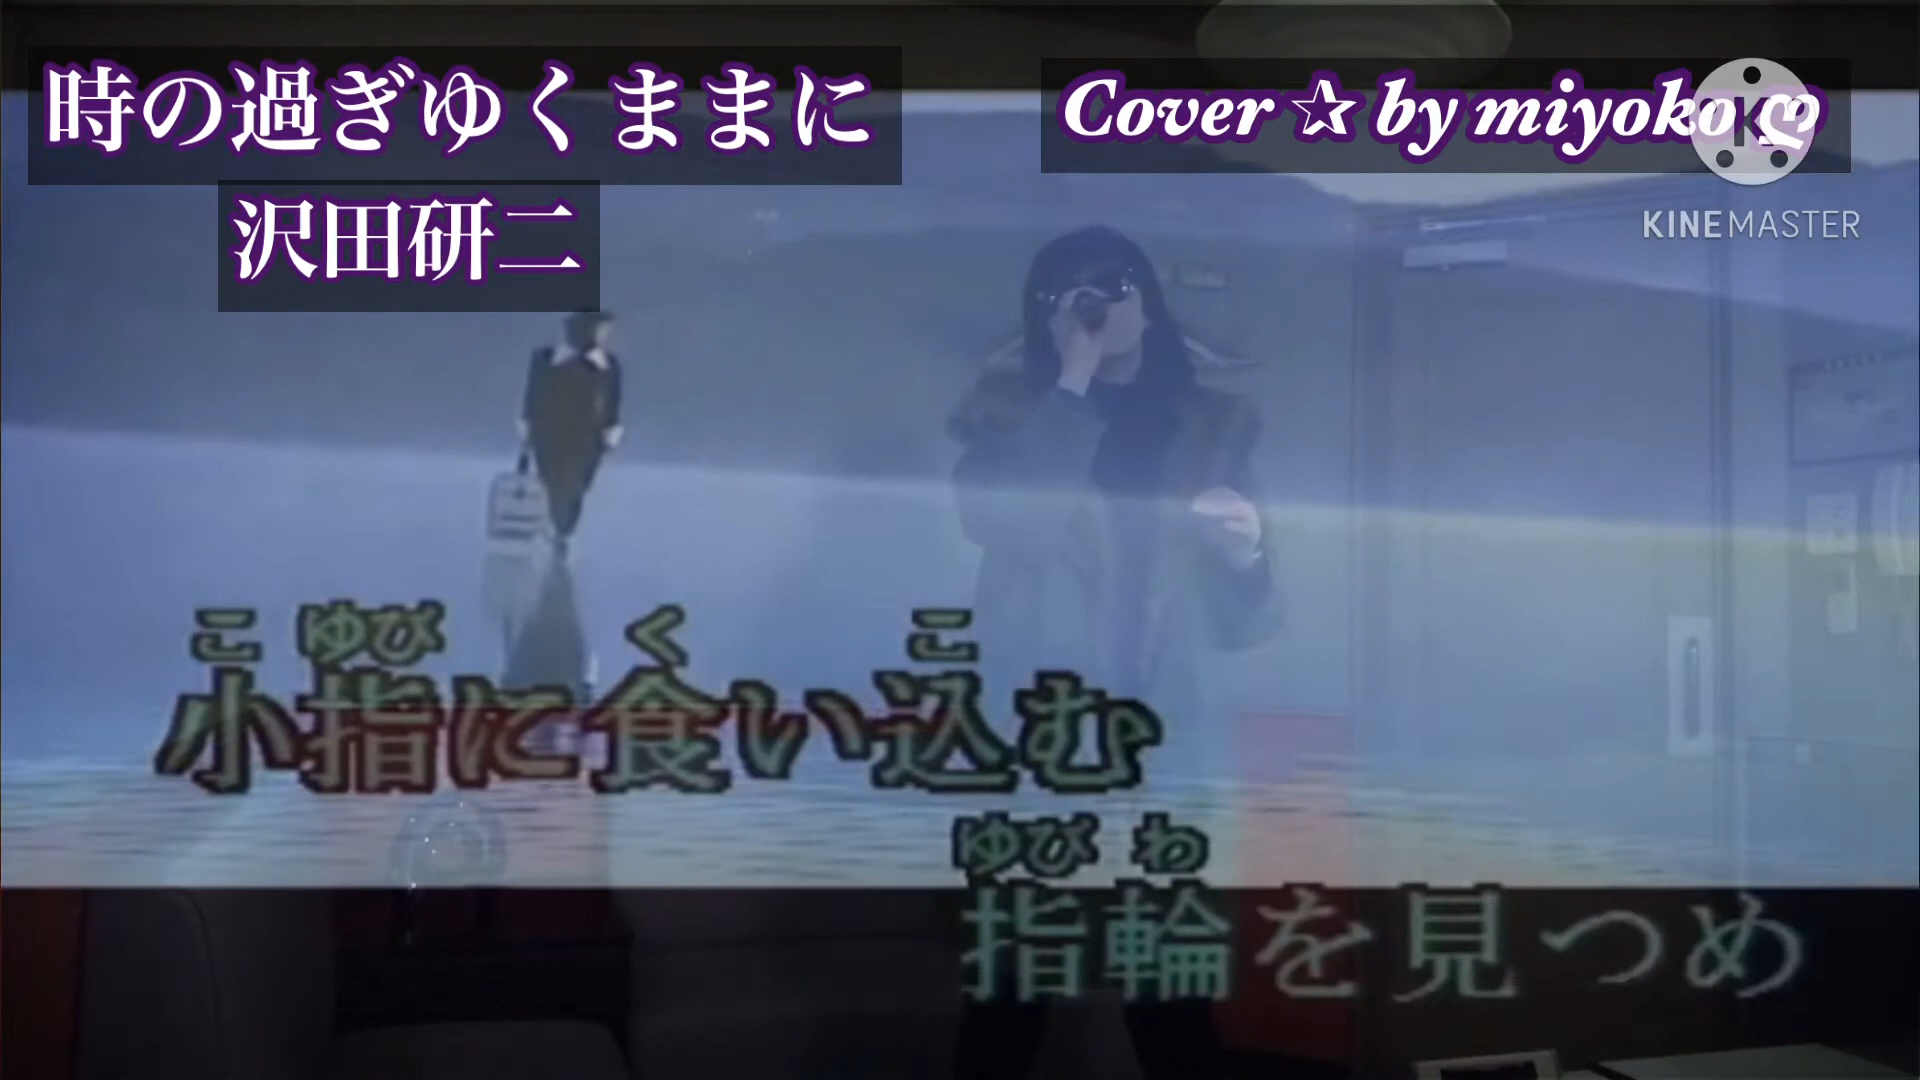 時の過ぎゆくままに
沢田研二
Cover ☆ by miyoko ღ
K
KINEMASTER
こ ゆび く こ
小指に食い込む
ゆび わ
指輪を見つめ